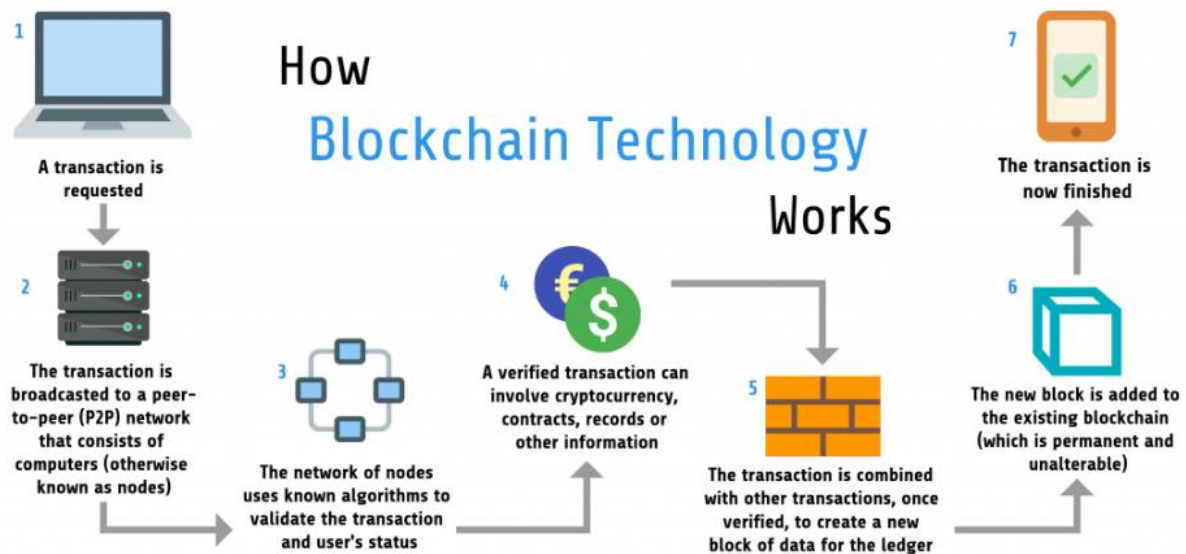 How
Blockchain Technology
Works
1
A transaction is
requested
2
The transaction is
broadcasted to a peer-
to-peer (P2P) network
that consists of
computers (otherwise
known as nodes)
3
The network of nodes
uses known algorithms to
validate the transaction
and user's status
4
€
$
A verified transaction can
involve cryptocurrency,
contracts, records or
other information
5
The transaction is combined
with other transactions, once
verified, to create a new
block of data for the ledger
6
The new block is added to
the existing blockchain
(which is permanent and
unalterable)
7
The transaction is
now finished